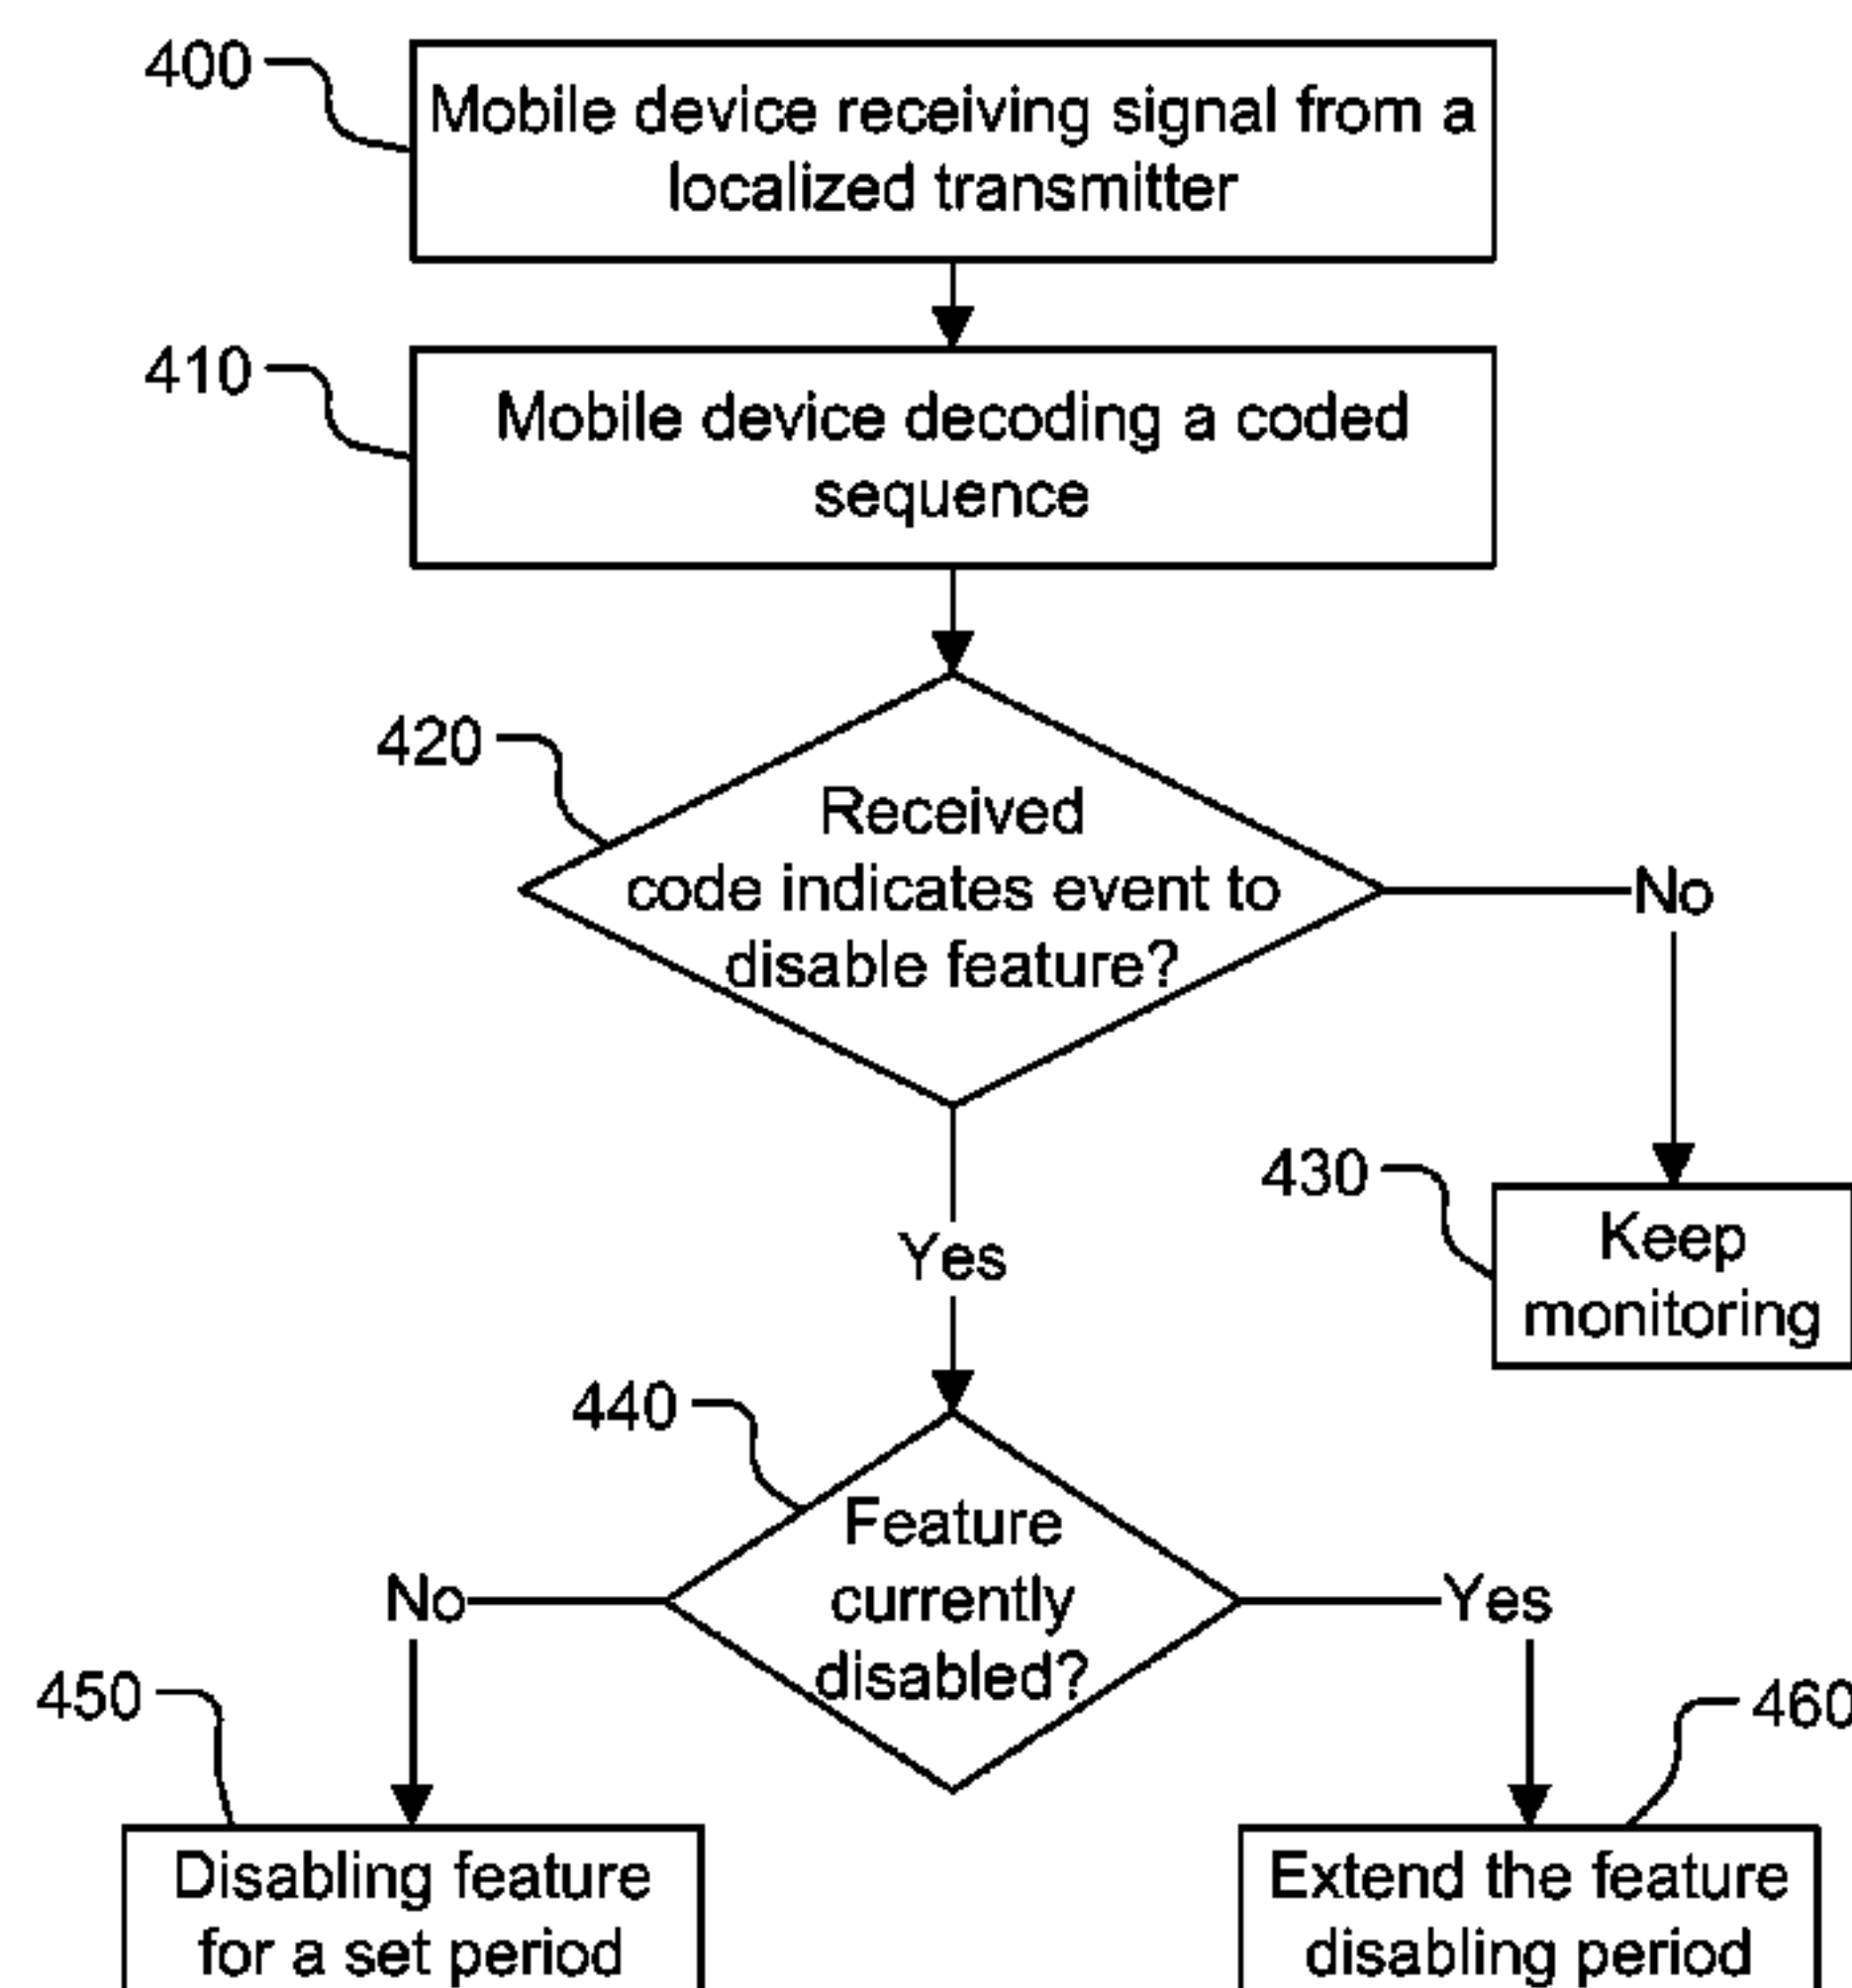 400
Mobile device receiving signal from a
localized transmitter
410
Mobile device decoding a coded
sequence
420
Received
code indicates event to
disable feature?
No
430
Keep
monitoring
Yes
440
Feature
currently
disabled?
No
Yes
450
460
Disabling feature
for a set period
Extend the feature
disabling period